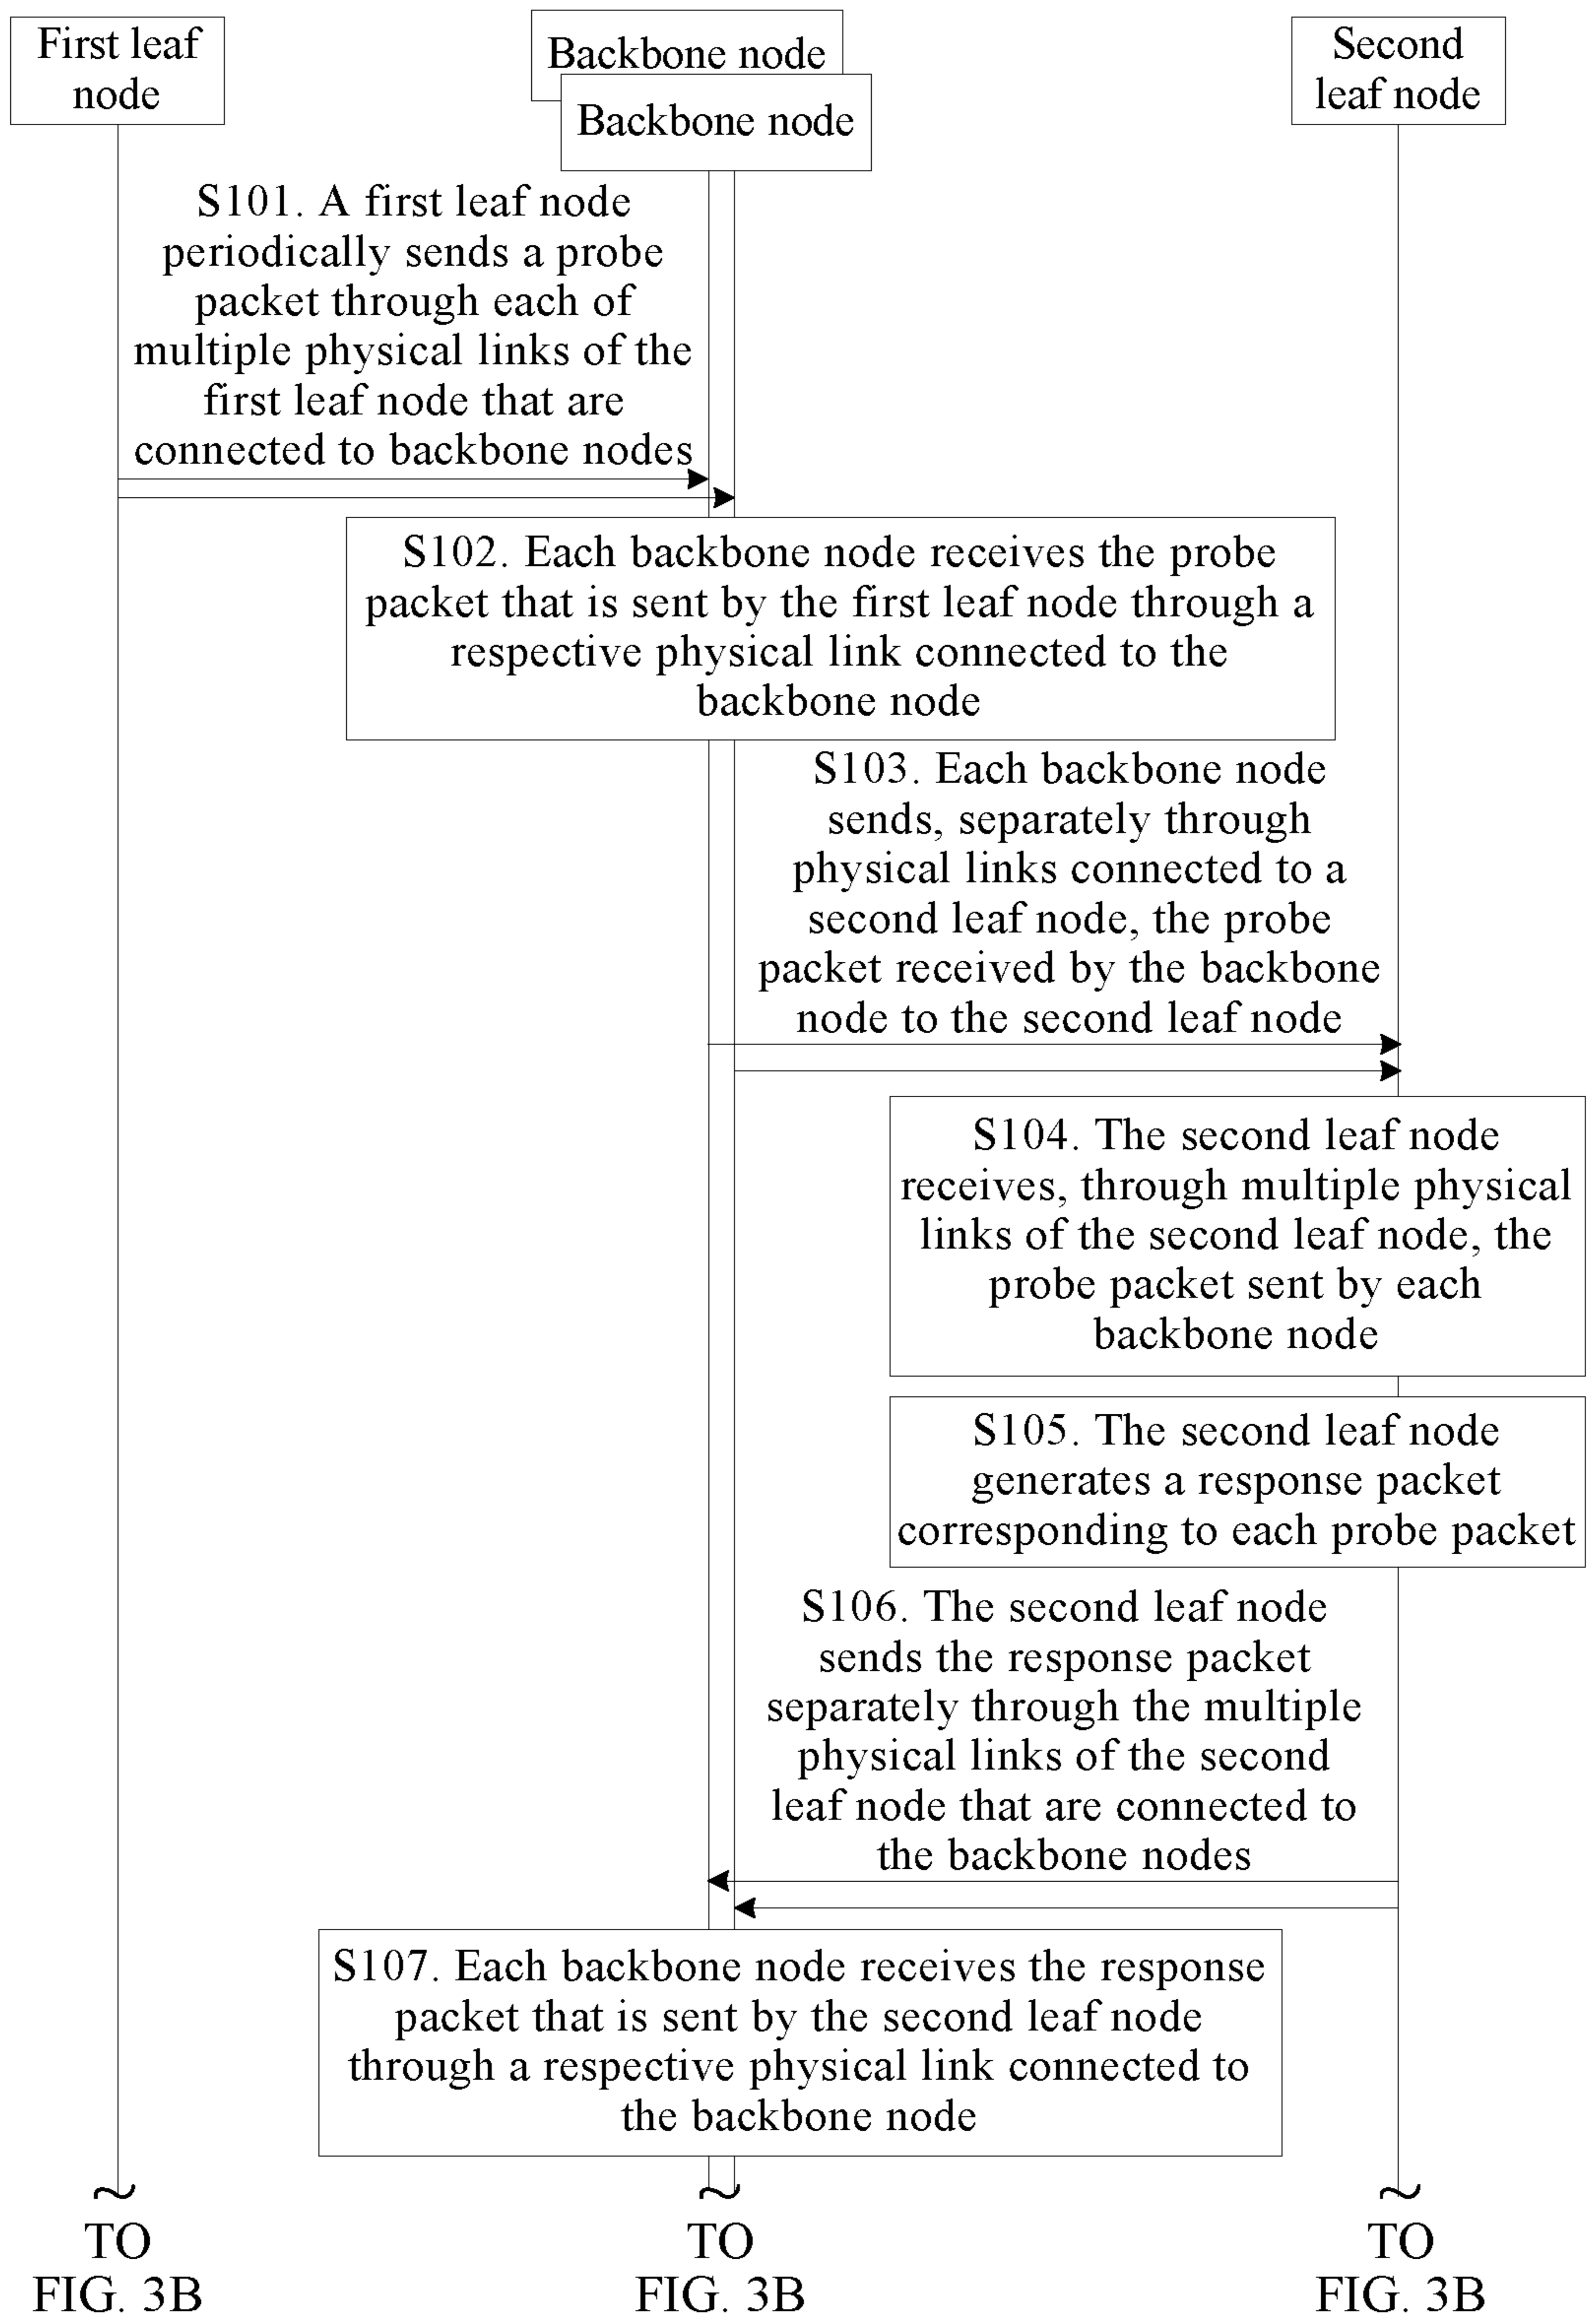 First leaf
node
Backbone node
Backbone node
Second
leaf node
S101. A first leaf node
periodically sends a probe
packet through each of
multiple physical links of the
first leaf node that are
connected to backbone nodes
S102. Each backbone node receives the probe
packet that is sent by the first leaf node through a
respective physical link connected to the
backbone node
S103. Each backbone node
sends, separately through
physical links connected to a
second leaf node, the probe
packet received by the backbone
node to the second leaf node
S104. The second leaf node
receives, through multiple physical
links of the second leaf node, the
probe packet sent by each
backbone node
S105. The second leaf node
generates a response packet
corresponding to each probe packet
S106. The second leaf node
sends the response packet
separately through the multiple
physical links of the second
leaf node that are connected to
the backbone nodes
S107. Each backbone node receives the response
packet that is sent by the second leaf node
through a respective physical link connected to
the backbone node
TO
FIG. 3B
TO
FIG. 3B
TO
FIG. 3B